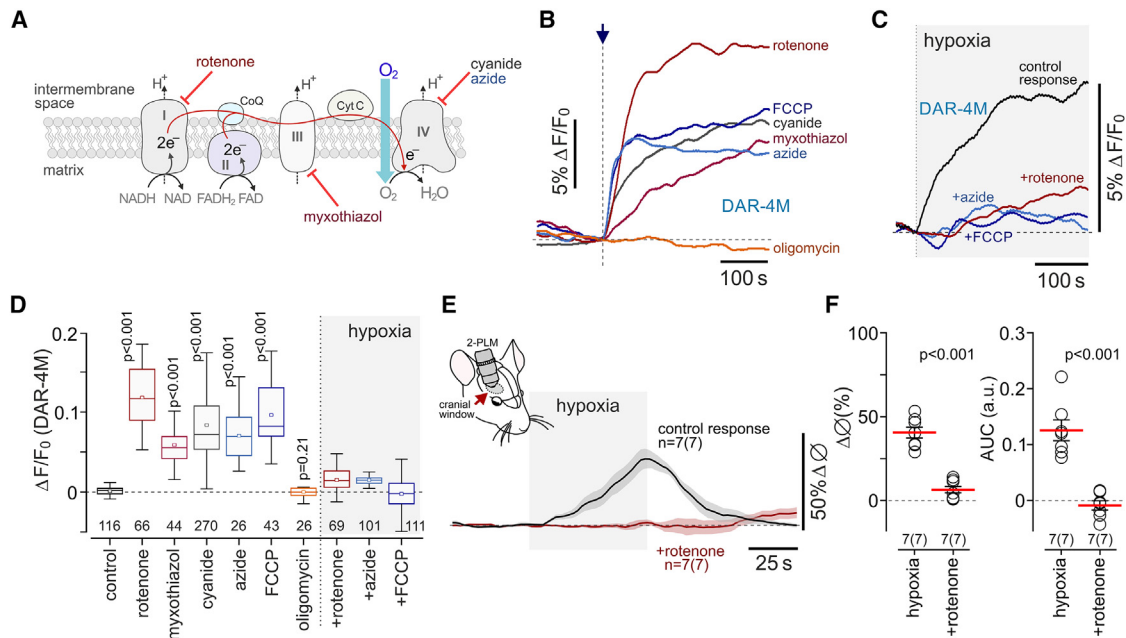 A
rotenone
cyanide
azide
O2
H+
H+
H+
intermembrane
space
CoQ
Cyt C
I
III
IV
2e−
2e−
e−
II
matrix
NADH
NAD
FADH2
FAD
O2
H2O
myxothiazol
B
5% Δ F/F0
rotenone
FCCP
cyanide
myxothiazol
azide
DAR-4M
oligomycin
100 s
C
hypoxia
control
response
DAR-4M
+rotenone
+azide
+FCCP
5% Δ F/F0
100 s
D
ΔF/F0 (DAR-4M)
0.2
0.1
0
p<0.001
p<0.001
p<0.001
p<0.001
p<0.001
p=0.21
hypoxia
116
66
44
270
26
43
26
69
101
111
control
rotenone
myxothiazol
cyanide
azide
FCCP
oligomycin
+rotenone
+azide
+FCCP
E
2-PLM
cranial
window
hypoxia
control response
n=7(7)
+rotenone
n=7(7)
50% Δ Ø
25 s
F
ΔØ(%)
100
50
0
p<0.001
7(7)
7(7)
hypoxia
+rotenone
AUC (a.u.)
0.3
0.2
0.1
0
p<0.001
7(7)
7(7)
hypoxia
+rotenone